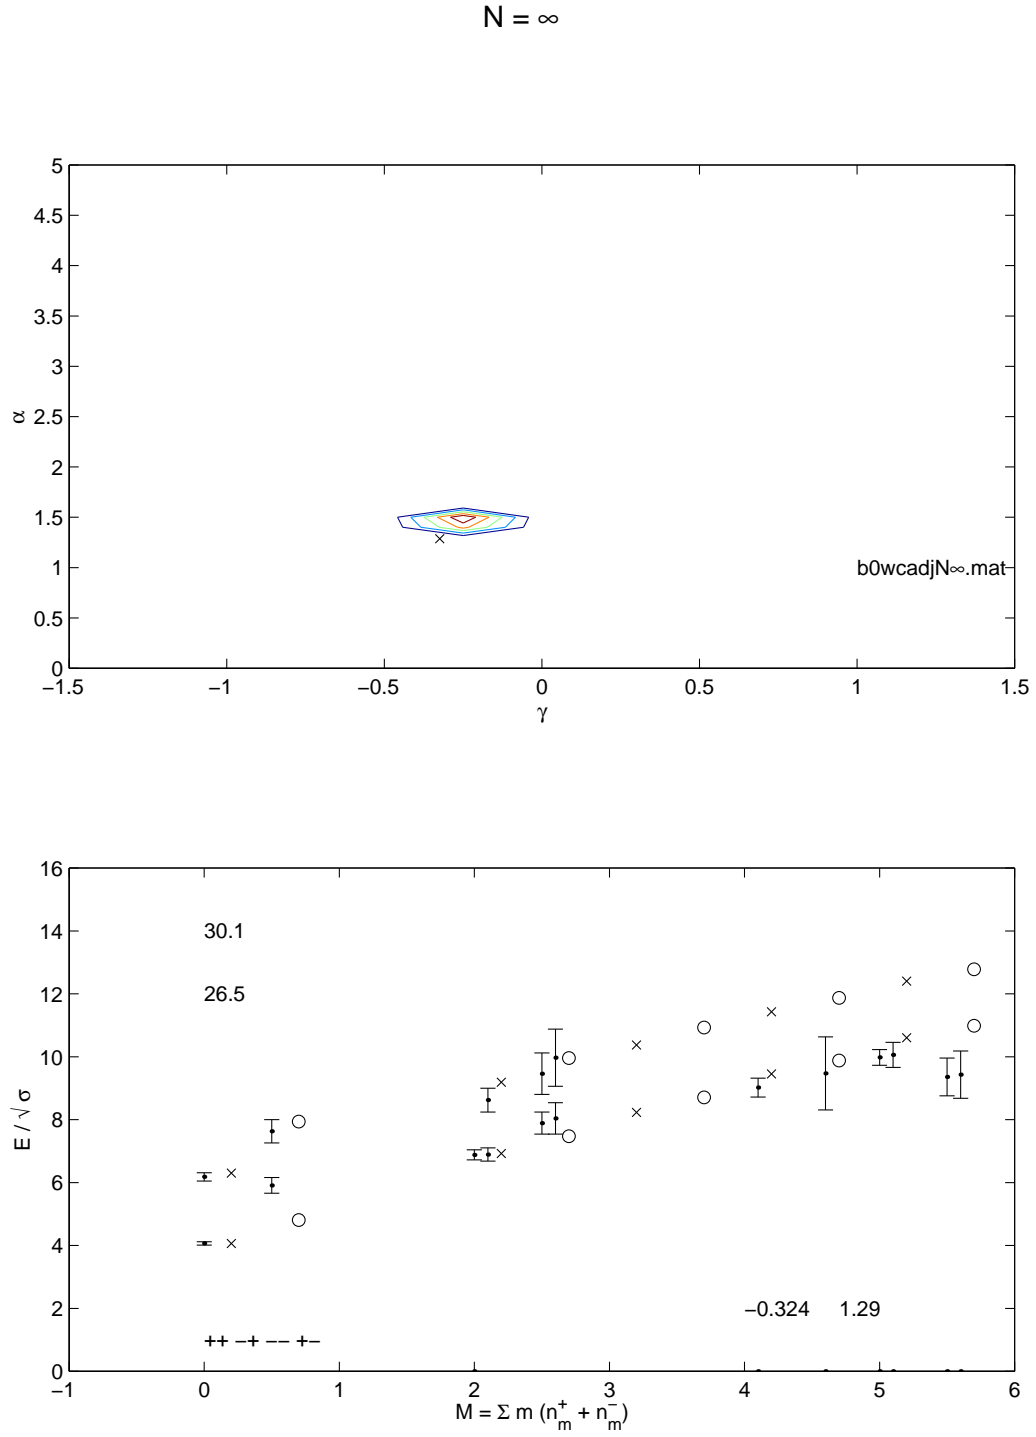 N = ∞
5
4.5
4
3.5
3
2.5
2
1.5
1
0.5
0
α
b0wcadjN∞.mat
−1.5 −1 −0.5 0 0.5 1 1.5
γ
16
14
12
10
8
6
4
2
0
E / √ σ
30.1
26.5
−0.324 1.29
++ −+ −− +−
−1 0 1 2 3 4 5 6
M = Σ m (n_m^+ + n_m^−)